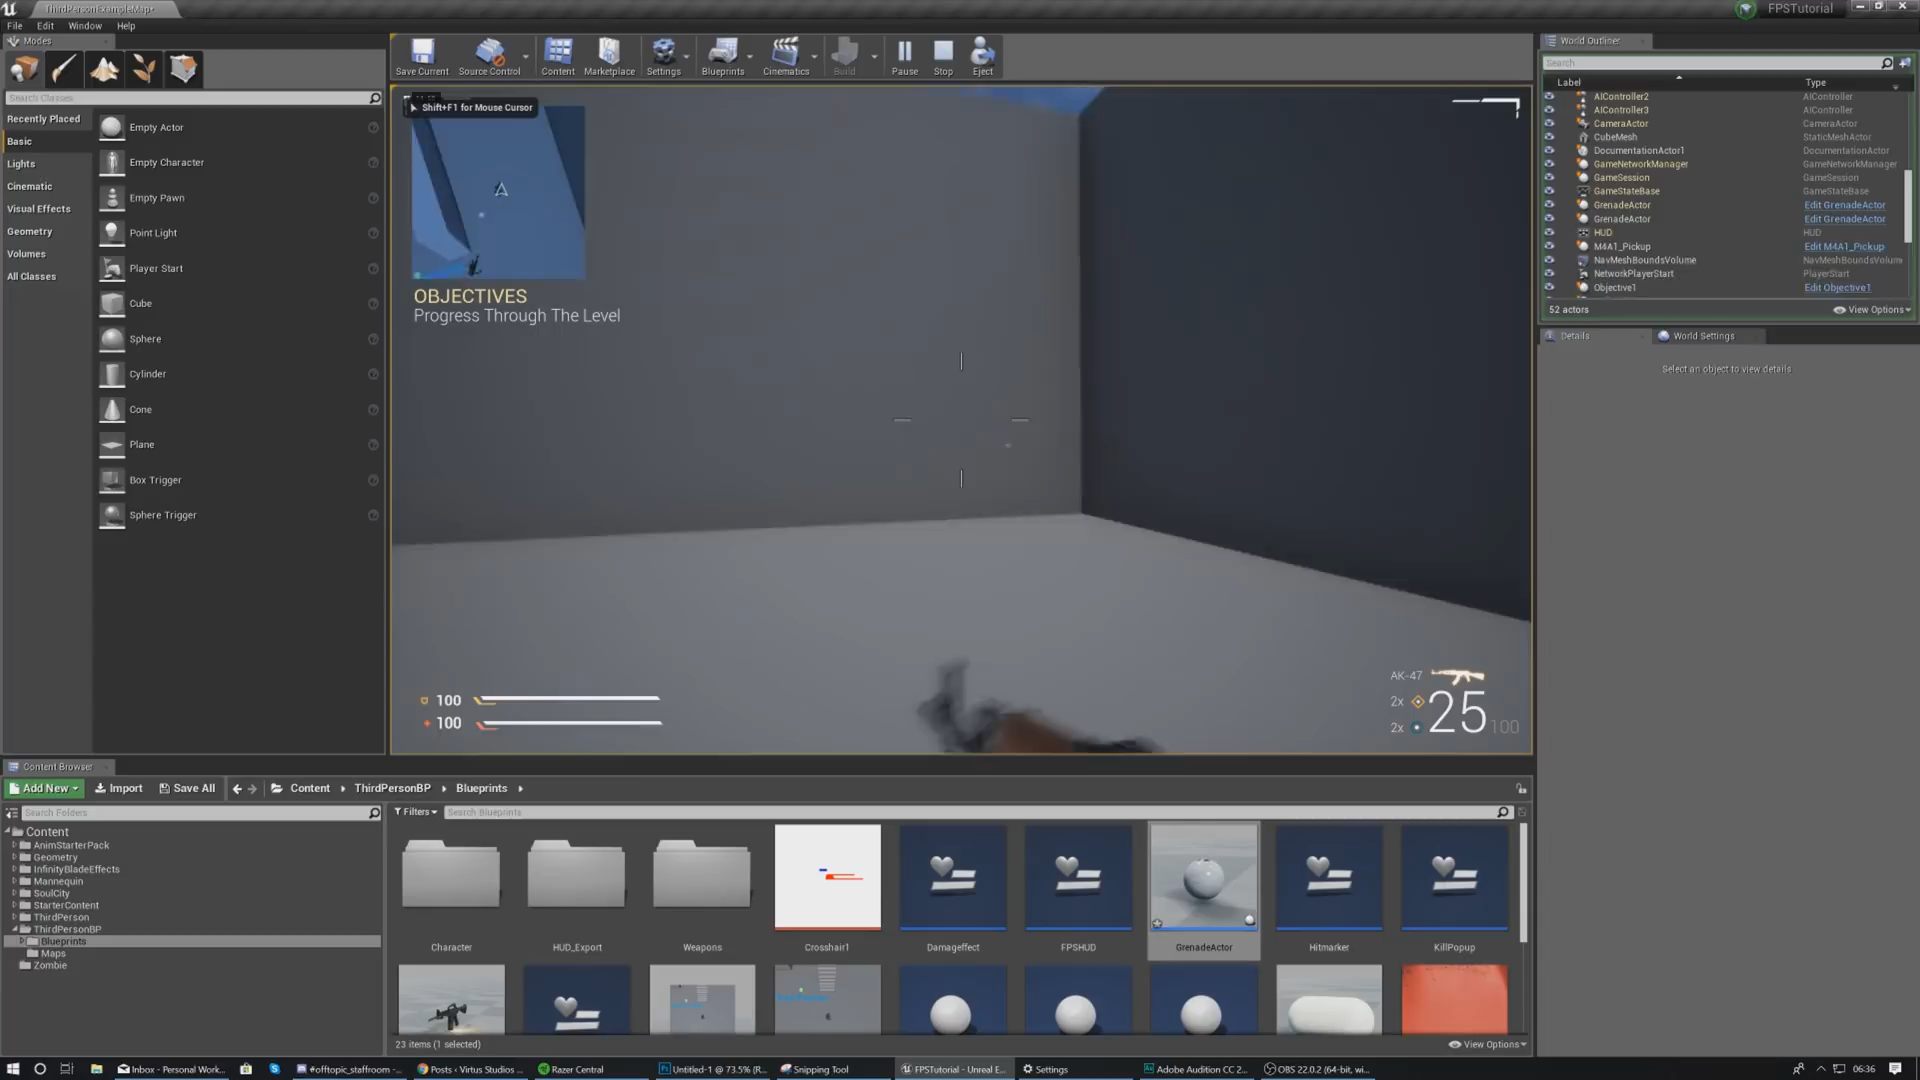 ThirdPersonExampleMap*
FPSTutorial
File Edit Window Help
Modes
Search Classes
Recently Placed
Basic
Lights
Cinematic
Visual Effects
Geometry
Volumes
All Classes
Empty Actor
Empty Character
Empty Pawn
Point Light
Player Start
Cube
Sphere
Cylinder
Cone
Plane
Box Trigger
Sphere Trigger
Save Current
Source Control
Content
Marketplace
Settings
Blueprints
Cinematics
Build
Pause
Stop
Eject
Shift+F1 for Mouse Cursor
OBJECTIVES
Progress Through The Level
100
100
AK-47
2x
2x
25 100
World Outliner
Search
Label Type
AIController2 AIController
AIController3 AIController
CameraActor CameraActor
CubeMesh StaticMeshActor
DocumentationActor1 DocumentationActor
GameNetworkManager GameNetworkManager
GameSession GameSession
GameStateBase GameStateBase
GrenadeActor Edit GrenadeActor
GrenadeActor Edit GrenadeActor
HUD HUD
M4A1_Pickup Edit M4A1_Pickup
NavMeshBoundsVolume NavMeshBoundsVolum
NetworkPlayerStart PlayerStart
Objective1 Edit Objective1
52 actors View Options
Details World Settings
Select an object to view details
Content Browser
Add New Import Save All Content ThirdPersonBP Blueprints
Search Folders
Filters Search Blueprints
Content
AnimStarterPack
Geometry
InfinityBladeEffects
Mannequin
SoulCity
StarterContent
ThirdPerson
ThirdPersonBP
Blueprints
Maps
Zombie
Character
HUD_Export
Weapons
Crosshair1
Damageffect
FPSHUD
GrenadeActor
Hitmarker
KillPopup
23 items (1 selected) View Options
Inbox - Personal Work...
#offtopic_staffroom -...
Posts ‹ Virtus Studios ...
Razer Central
Untitled-1 @ 73.5% (R...
Snipping Tool
FPSTutorial - Unreal E...
Settings
Adobe Audition CC 2...
OBS 22.0.2 (64-bit, wi...
06:36